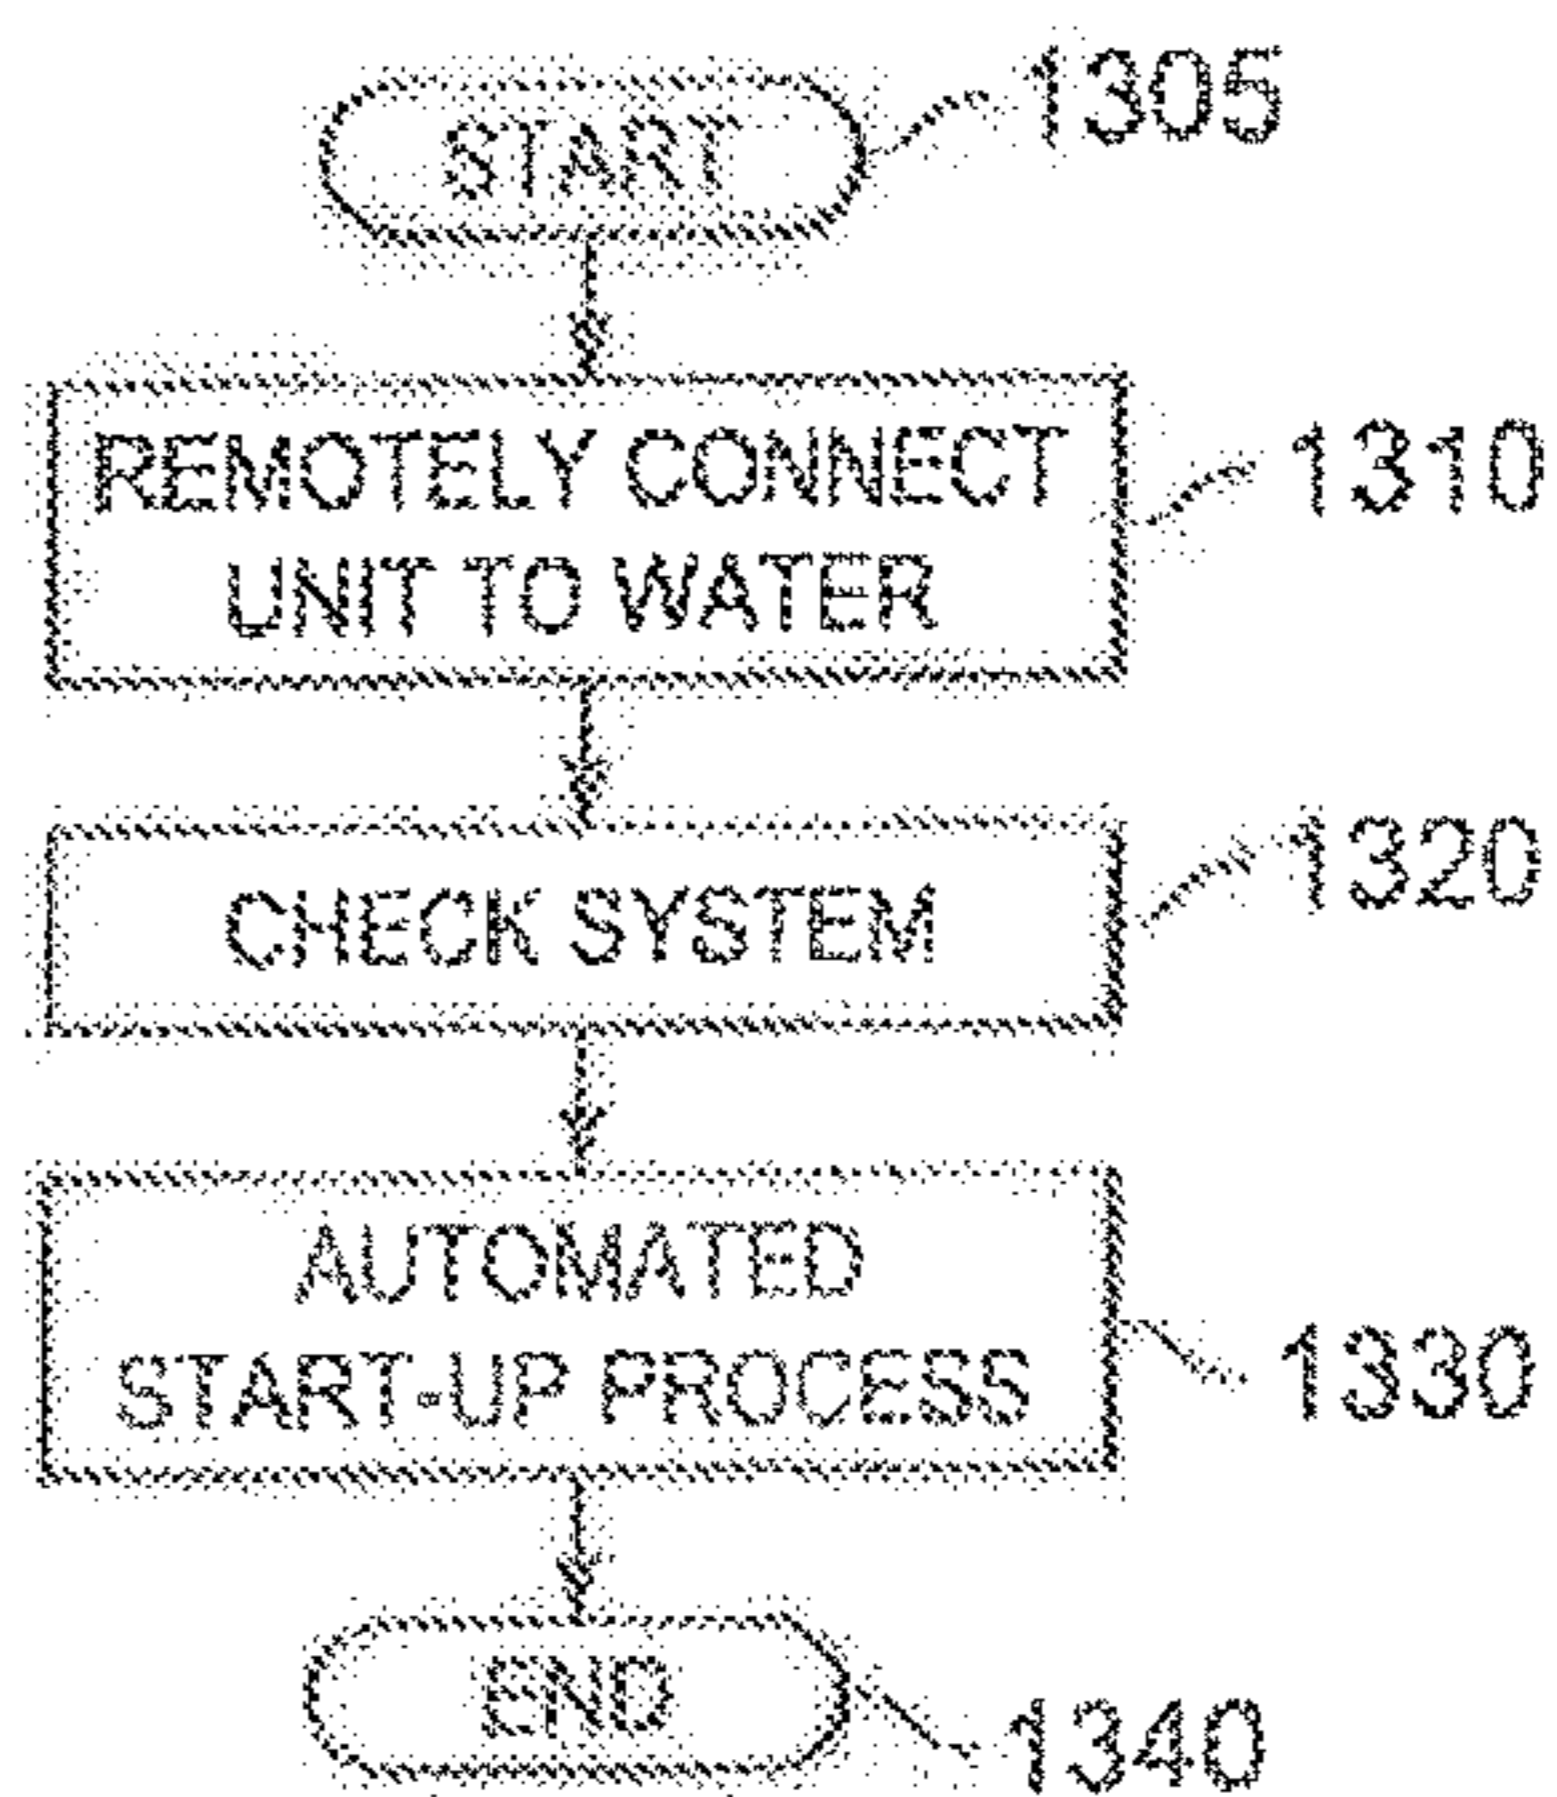 START
1305
REMOTELY CONNECT
UNIT TO WATER
1310
CHECK SYSTEM
1320
AUTOMATED
START-UP PROCESS
1330
END
1340